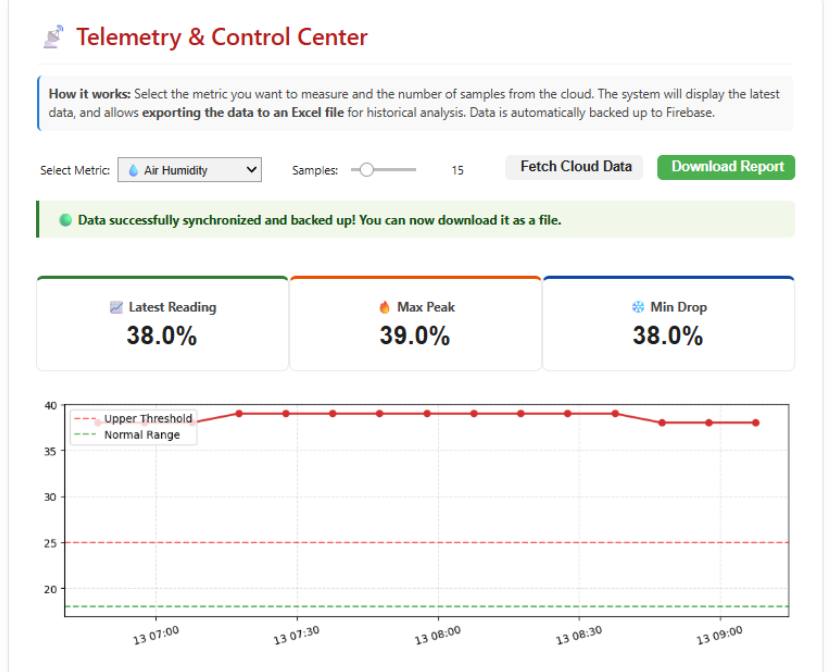 Telemetry & Control Center
How it works: Select the metric you want to measure and the number of samples from the cloud. The system will display the latest
data, and allows exporting the data to an Excel file for historical analysis. Data is automatically backed up to Firebase.
Select Metric: Air Humidity Samples: 15 Fetch Cloud Data Download Report
Data successfully synchronized and backed up! You can now download it as a file.
Latest Reading Max Peak Min Drop
38.0% 39.0% 38.0%
40
Upper Threshold
Normal Range
35
30
25
20
13 07:00 13 07:30 13 08:00 13 08:30 13 09:00